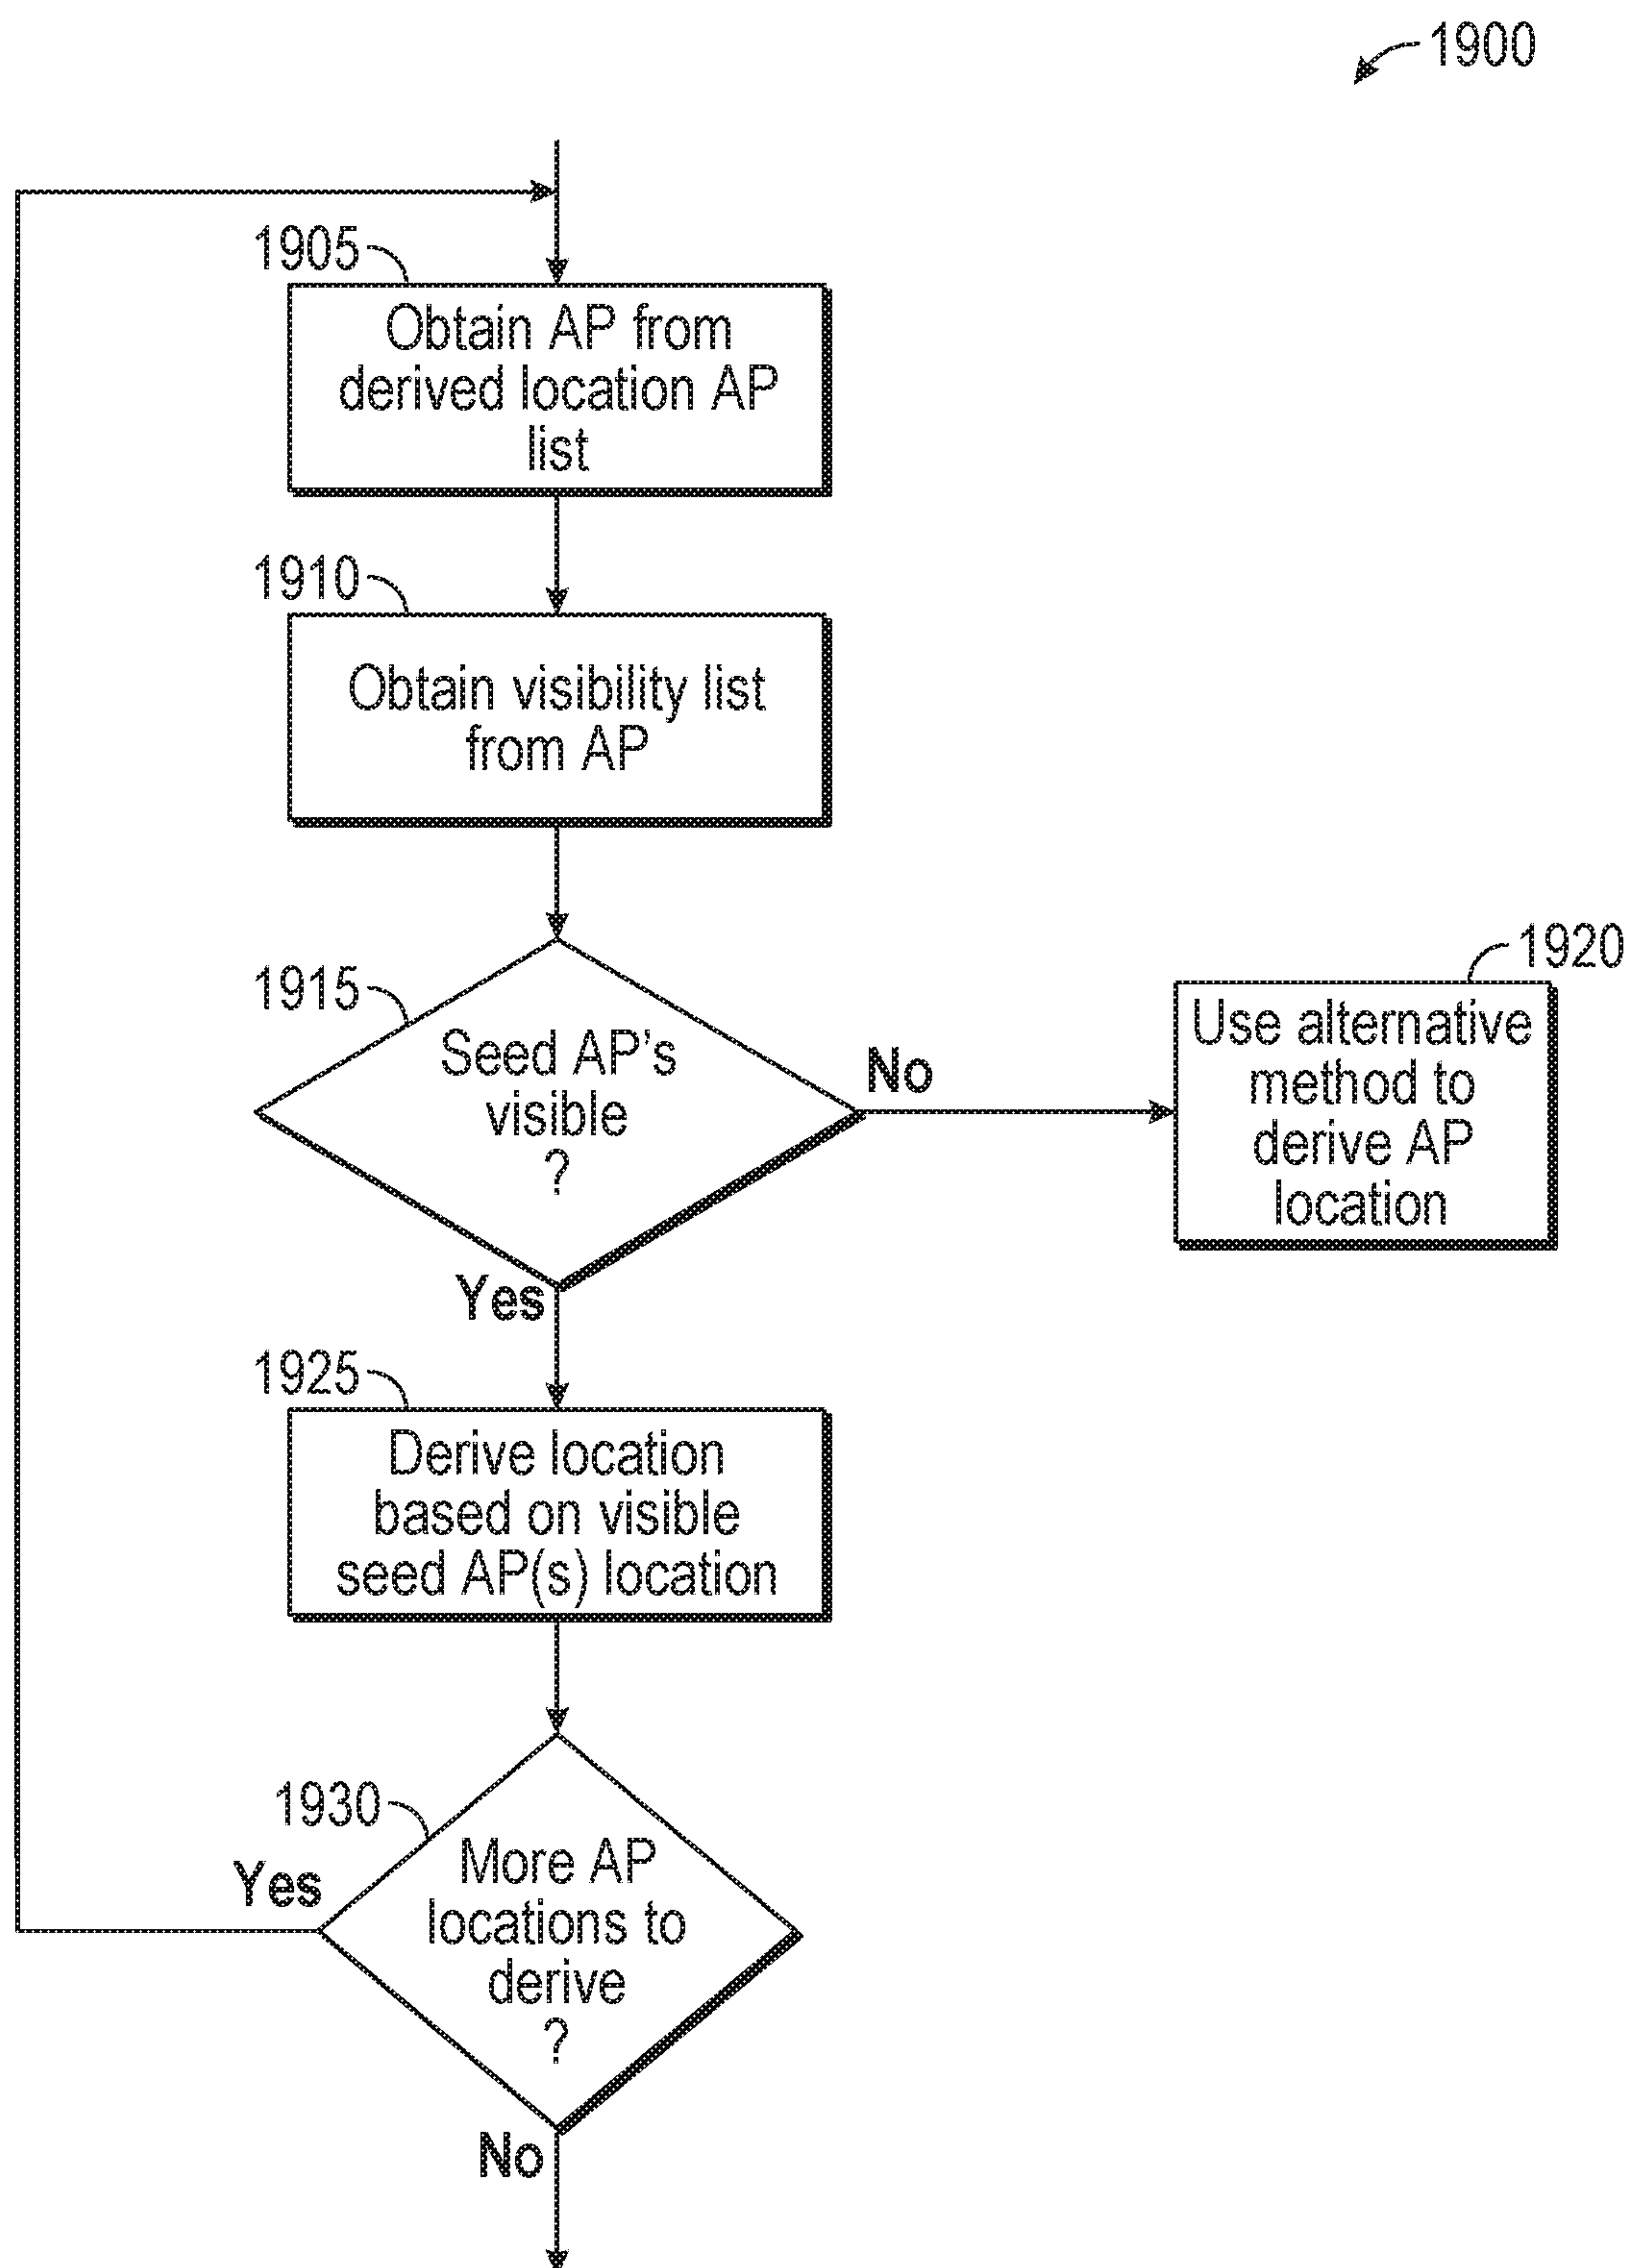 1900
1905
Obtain AP from
derived location AP
list
1910
Obtain visibility list
from AP
1915
Seed AP's
visible
?
No
1920
Use alternative
method to
derive AP
location
Yes
1925
Derive location
based on visible
seed AP(s) location
1930
Yes
More AP
locations to
derive
?
No